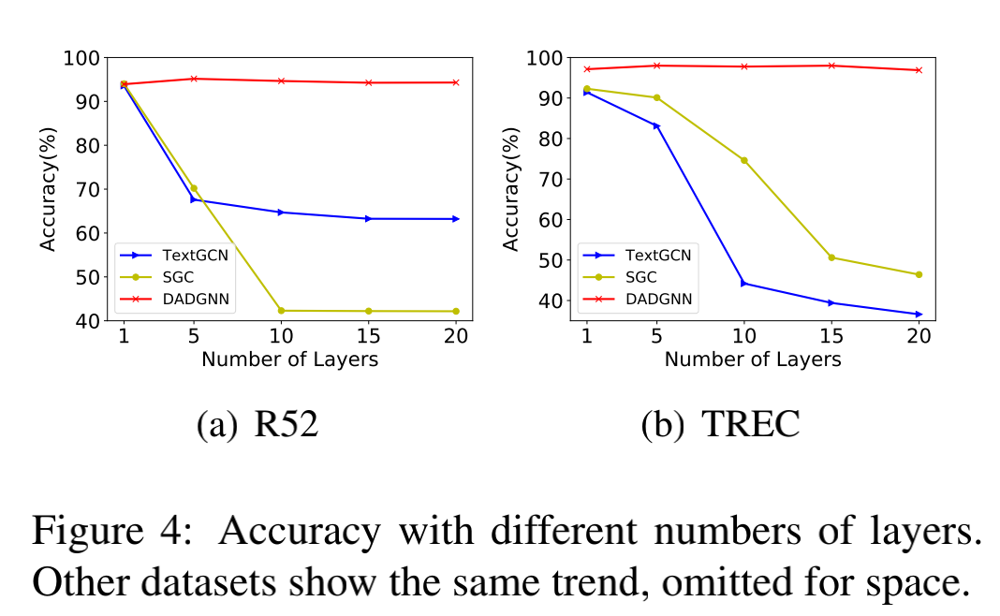 100
90
80
70
60
50
40
Accuracy(%)
TextGCN
SGC
DADGNN
1 5 10 15 20
Number of Layers
(a) R52
100
90
80
70
60
50
40
Accuracy(%)
TextGCN
SGC
DADGNN
1 5 10 15 20
Number of Layers
(b) TREC
Figure 4: Accuracy with different numbers of layers.
Other datasets show the same trend, omitted for space.